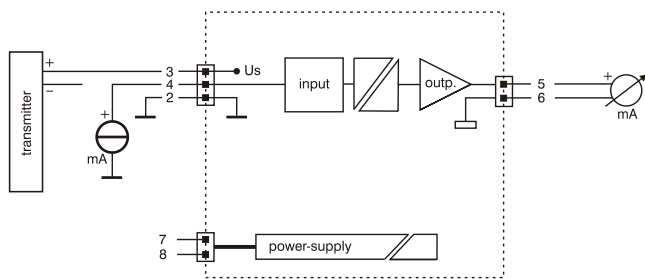 transmitter
+
−
3
4
2
Us
+
mA
input
outp.
5
6
+
mA
7
8
power-supply